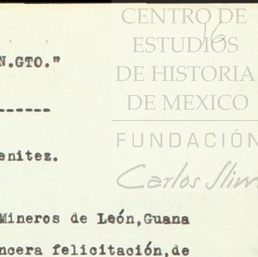 CENTRO DE
ESTUDIOS
DE HISTORIA
DE MEXICO
FUNDACIÓN
Carlos Slim
N.GTO."
------
enitez.
Mineros de León,Guana
ncera felicitación,de